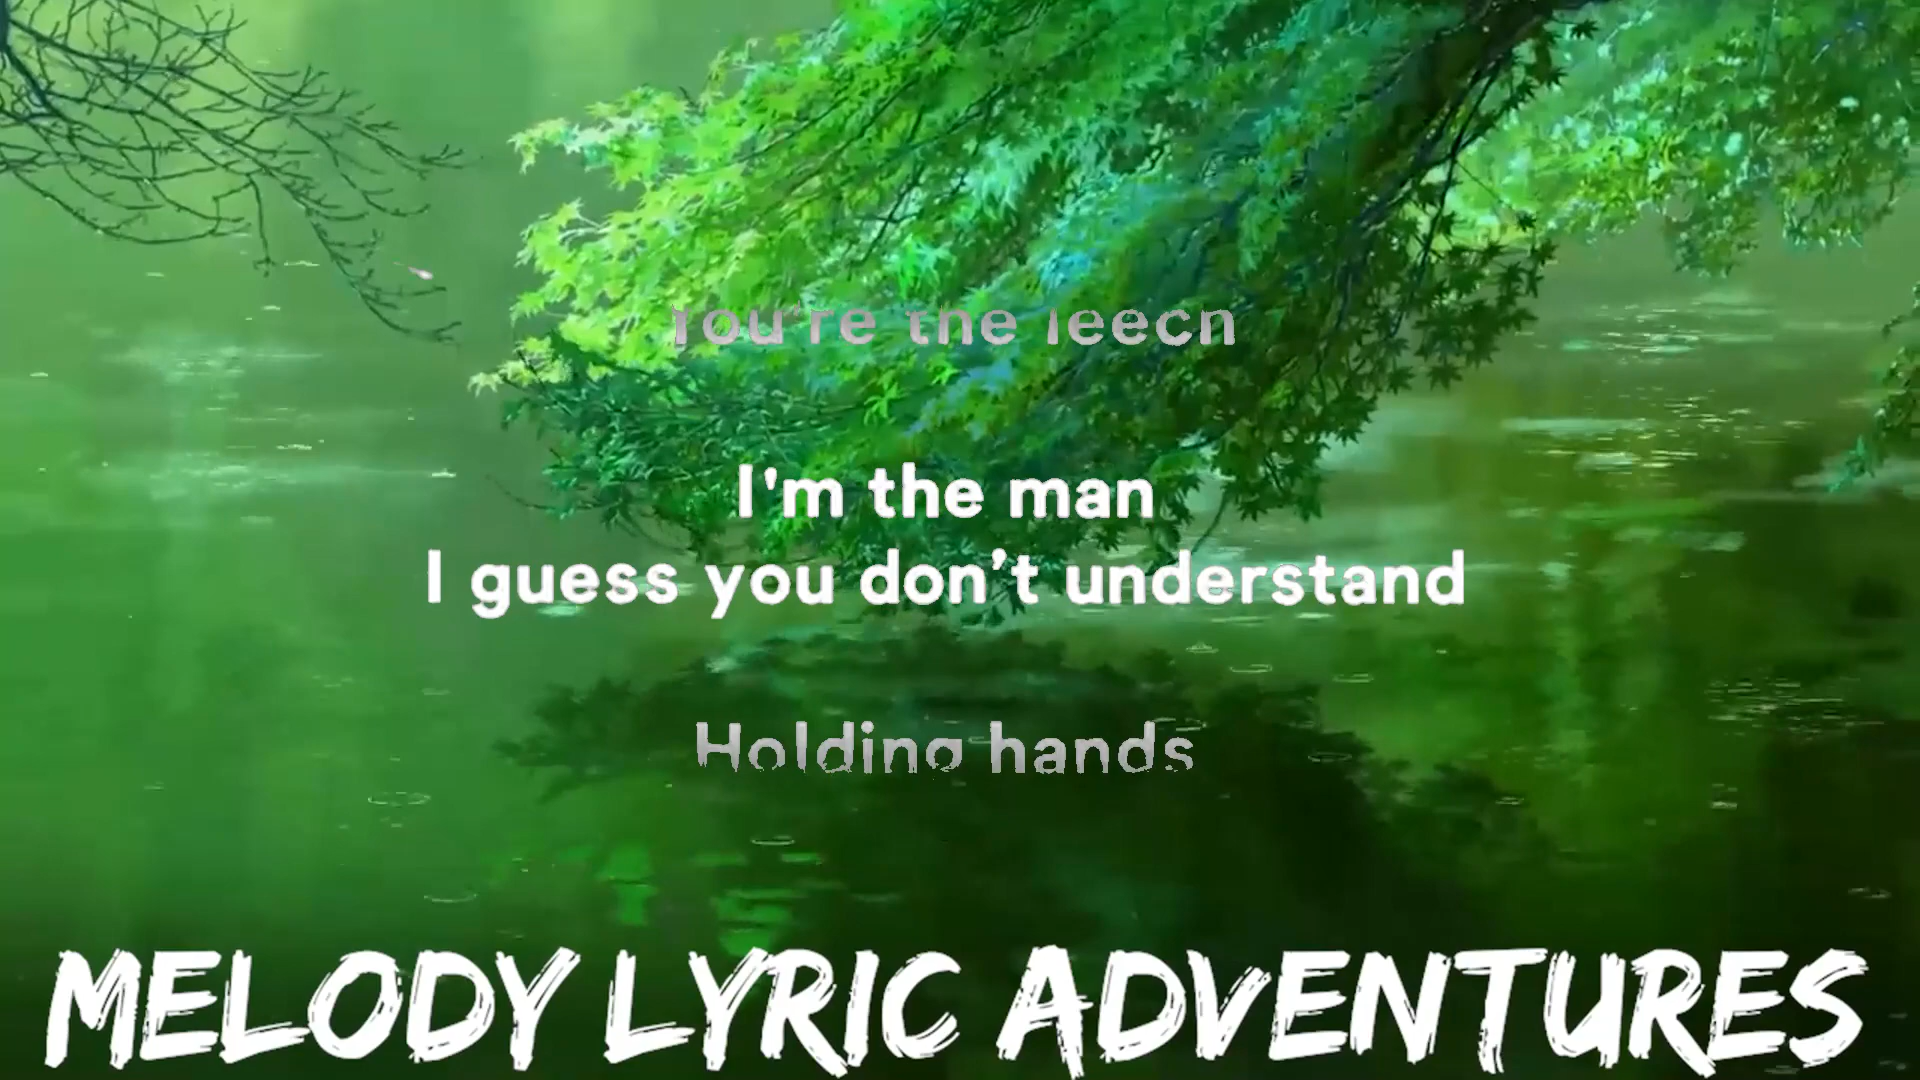 You're the leech
I'm the man
I guess you don't understand
Holding hands
MELODY LYRIC ADVENTURES